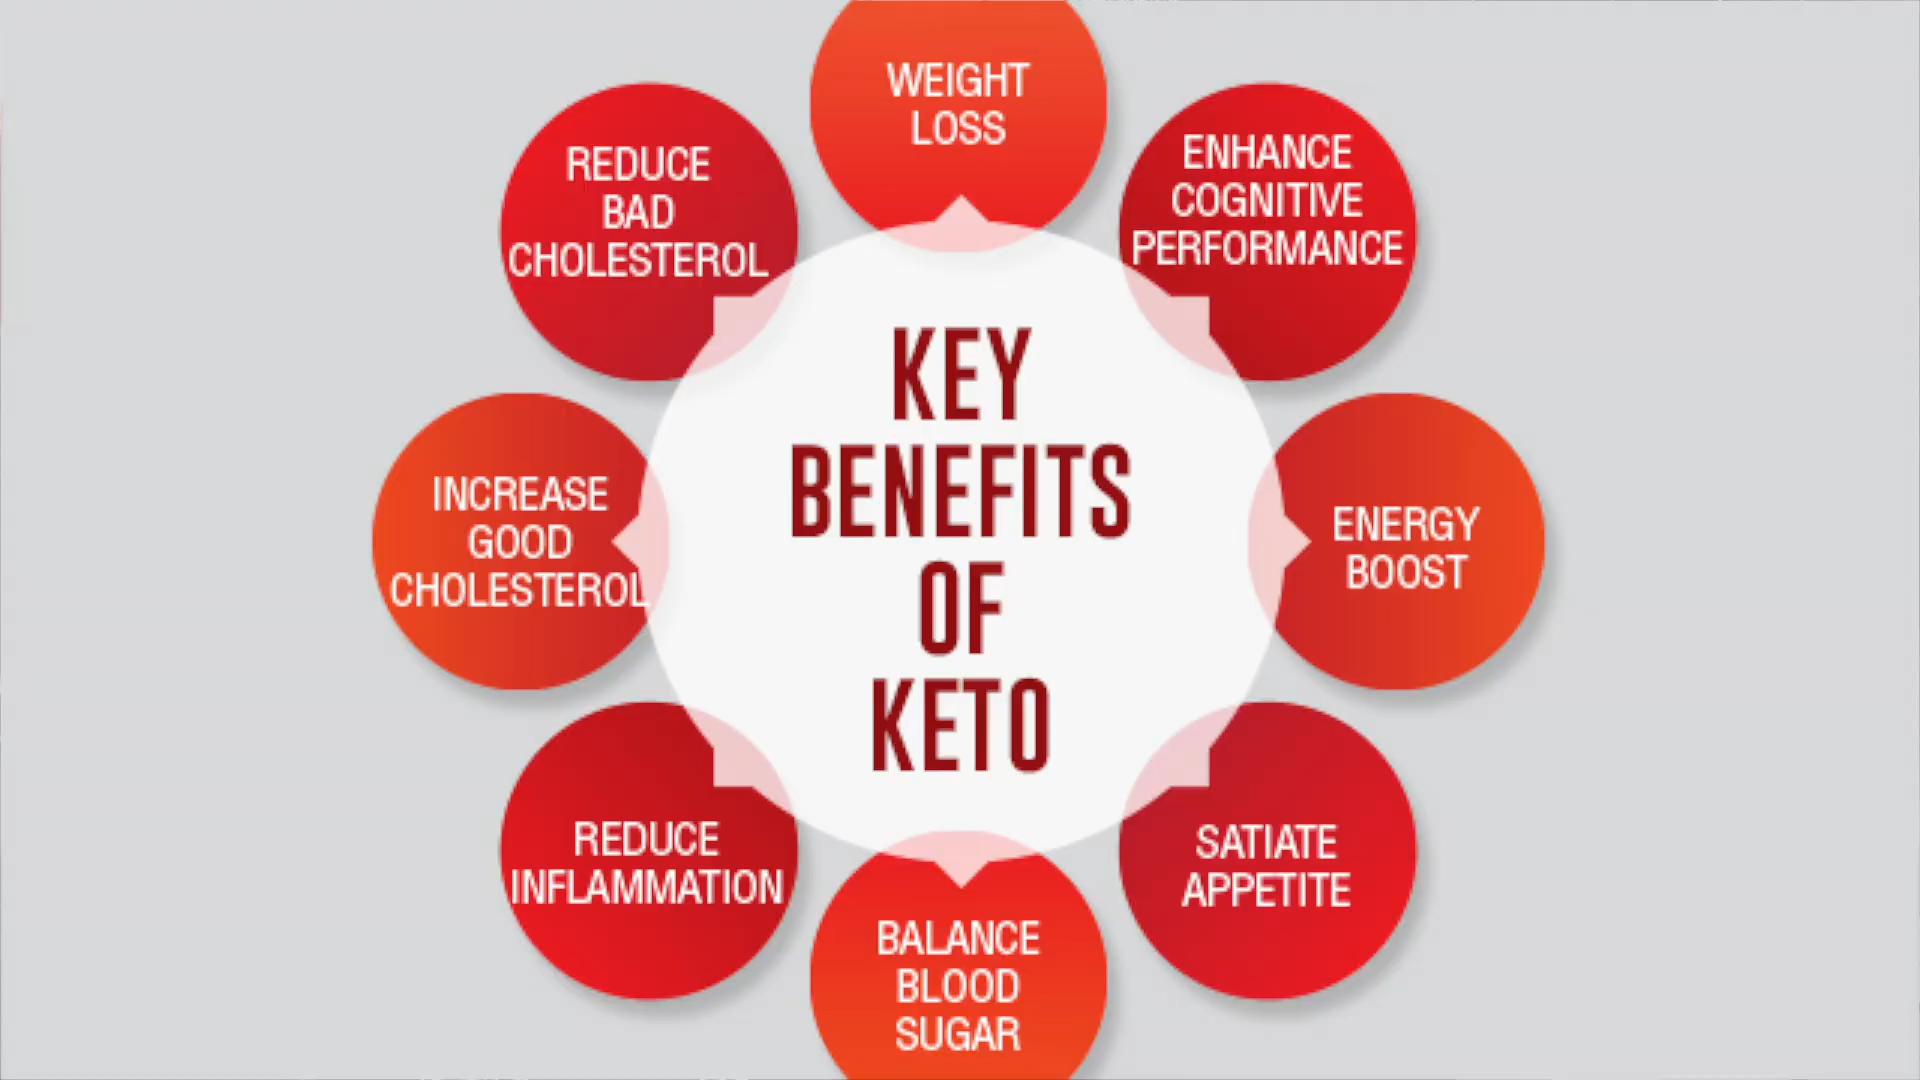 KEY
BENEFITS
OF
KETO
WEIGHT
LOSS
ENHANCE
COGNITIVE
PERFORMANCE
ENERGY
BOOST
SATIATE
APPETITE
BALANCE
BLOOD
SUGAR
REDUCE
INFLAMMATION
INCREASE
GOOD
CHOLESTEROL
REDUCE
BAD
CHOLESTEROL